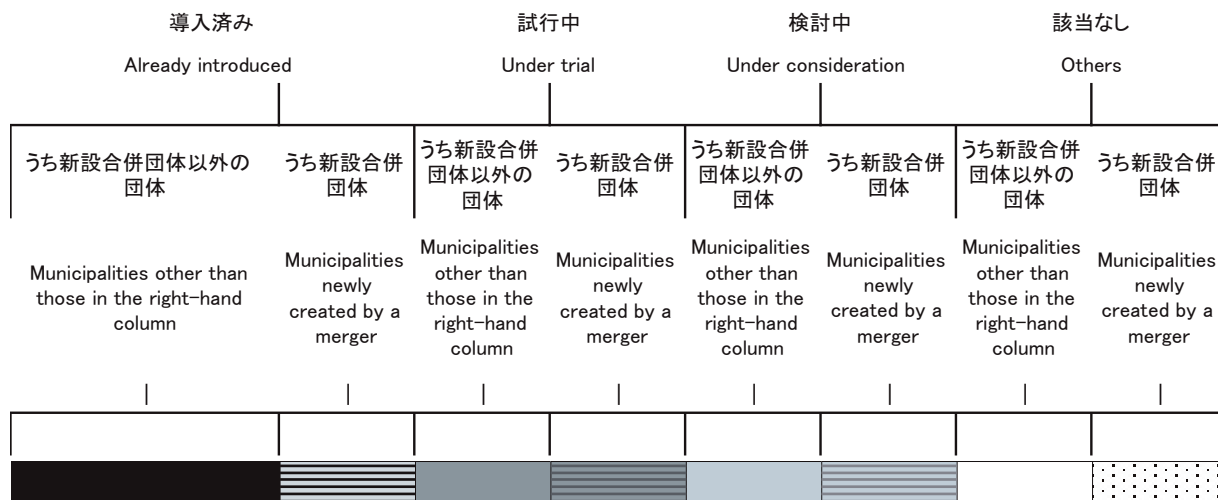 導入済み
試行中
検討中
該当なし
Already introduced
Under trial
Under consideration
Others
うち新設合併団体以外の
団体
うち新設合併
団体
うち新設合併
団体以外の
団体
うち新設合併
団体
うち新設合併
団体以外の
団体
うち新設合併
団体
うち新設合併
団体以外の
団体
うち新設合併
団体
Municipalities other than
those in the right-hand
column
Municipalities
newly
created by a
merger
Municipalities
other than
those in the
right-hand
column
Municipalities
newly
created by a
merger
Municipalities
other than
those in the
right-hand
column
Municipalities
newly
created by a
merger
Municipalities
other than
those in the
right-hand
column
Municipalities
newly
created by a
merger